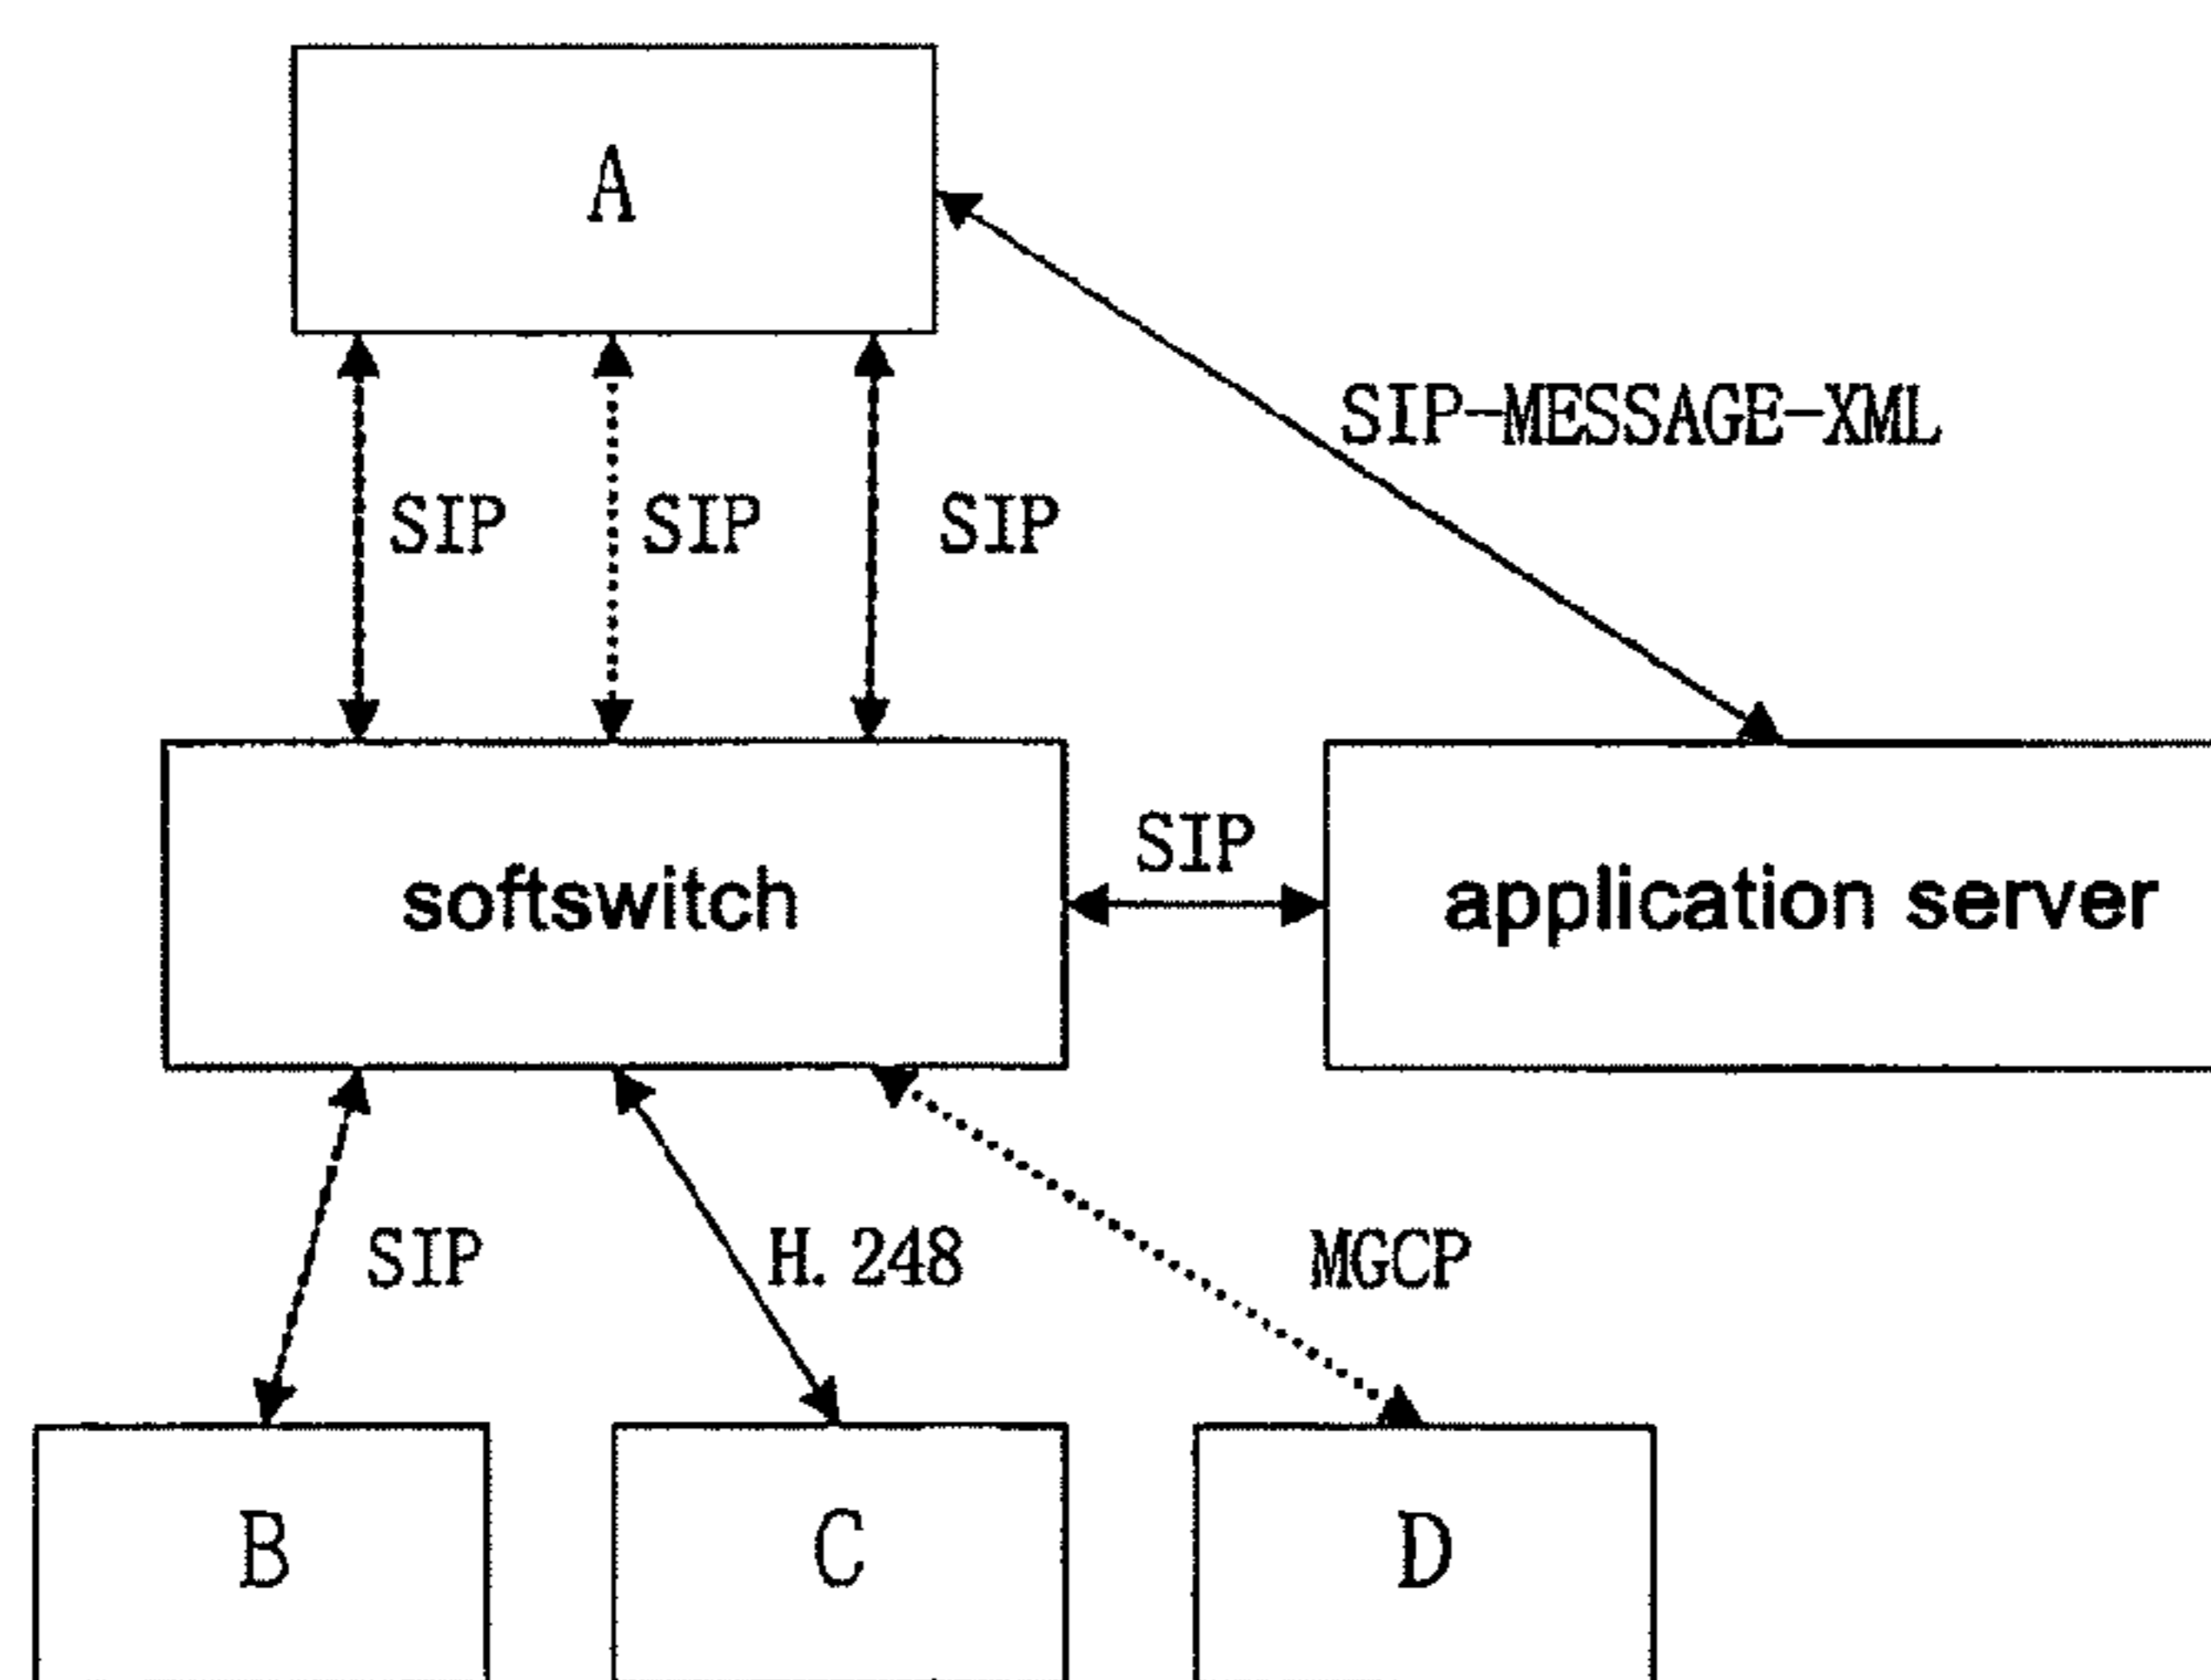 A
SIP-MESSAGE-XML
SIP SIP SIP
SIP
softswitch
application server
SIP
H. 248
MGCP
B
C
D